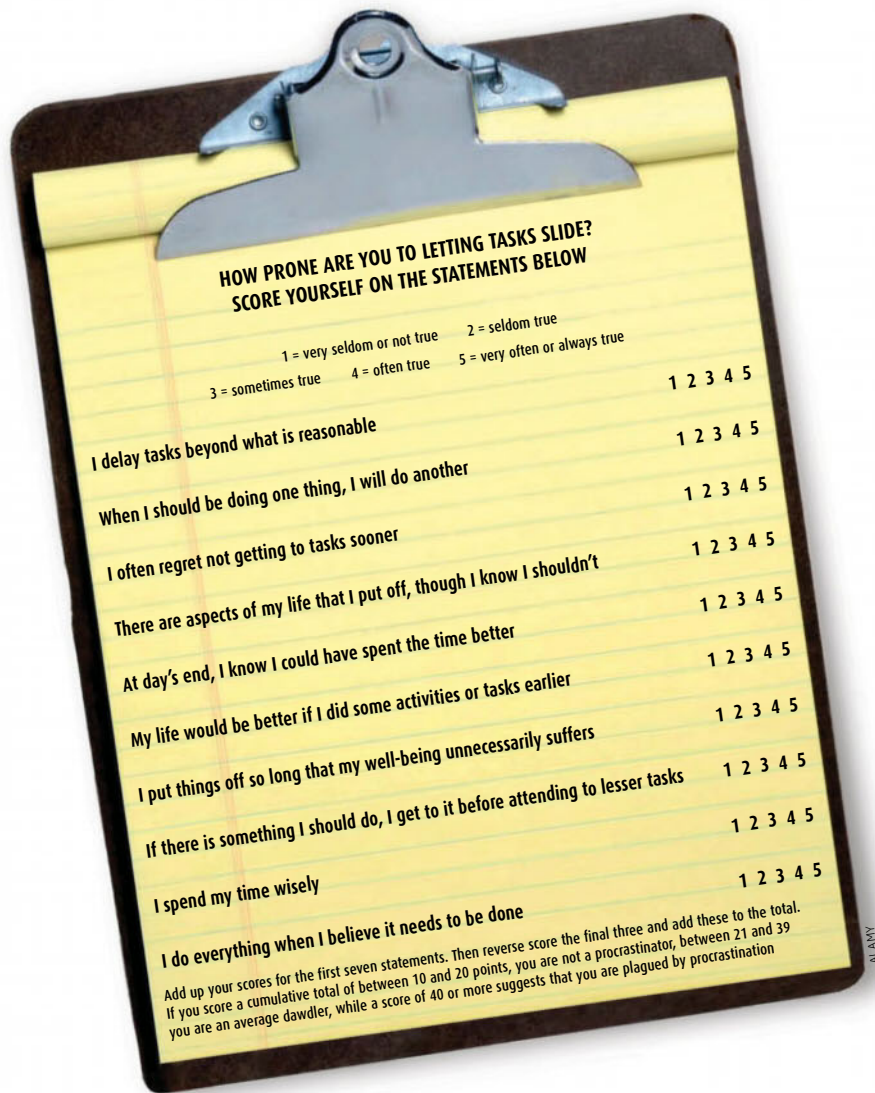 HOW PRONE ARE YOU TO LETTING TASKS SLIDE?
SCORE YOURSELF ON THE STATEMENTS BELOW
1 = very seldom or not true 2 = seldom true
3 = sometimes true 4 = often true 5 = very often or always true
I delay tasks beyond what is reasonable 1 2 3 4 5
When I should be doing one thing, I will do another 1 2 3 4 5
I often regret not getting to tasks sooner 1 2 3 4 5
There are aspects of my life that I put off, though I know I shouldn't 1 2 3 4 5
At day's end, I know I could have spent the time better 1 2 3 4 5
My life would be better if I did some activities or tasks earlier 1 2 3 4 5
I put things off so long that my well-being unnecessarily suffers 1 2 3 4 5
If there is something I should do, I get to it before attending to lesser tasks 1 2 3 4 5
I spend my time wisely 1 2 3 4 5
I do everything when I believe it needs to be done 1 2 3 4 5
Add up your scores for the first seven statements. Then reverse score the final three and add these to the total.
If you score a cumulative total of between 10 and 20 points, you are not a procrastinator, between 21 and 39
you are an average dawdler, while a score of 40 or more suggests that you are plagued by procrastination
ALAMY